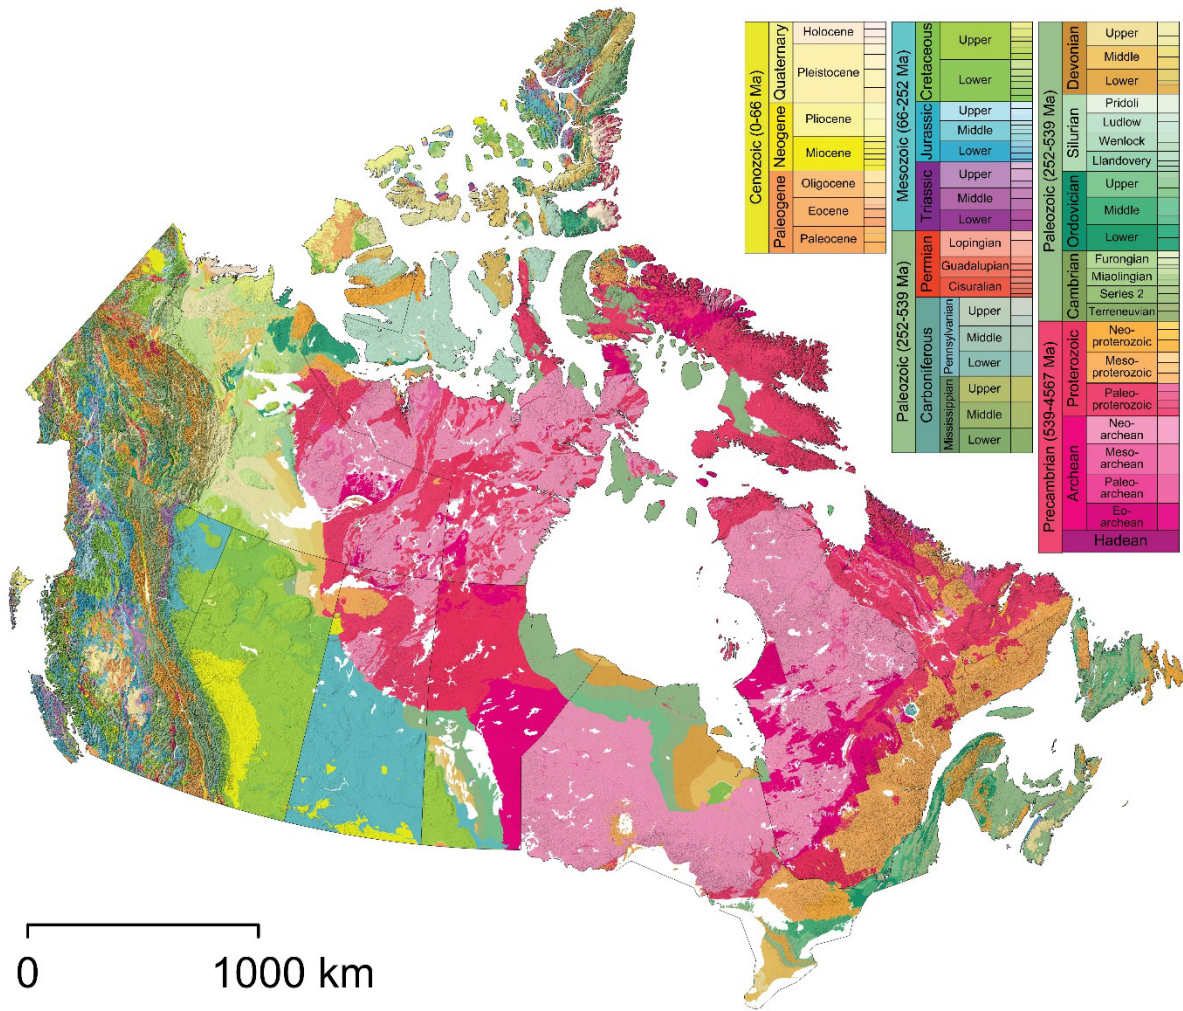 Cenozoic (0-66 Ma)
Quaternary
Holocene
Pleistocene
Neogene
Pliocene
Miocene
Paleogene
Oligocene
Eocene
Paleocene
Mesozoic (66-252 Ma)
Cretaceous
Upper
Lower
Jurassic
Upper
Middle
Lower
Triassic
Upper
Middle
Lower
Paleozoic (252-539 Ma)
Permian
Lopingian
Guadalupian
Cisuralian
Carboniferous
Pennsylvanian
Upper
Middle
Lower
Mississippian
Upper
Middle
Lower
Paleozoic (252-539 Ma)
Devonian
Upper
Middle
Lower
Silurian
Pridoli
Ludlow
Wenlock
Llandovery
Ordovician
Upper
Middle
Lower
Cambrian
Furongian
Miaolingian
Series 2
Terreneuvian
Precambrian (539-4567 Ma)
Proterozoic
Neo-
proterozoic
Meso-
proterozoic
Paleo-
proterozoic
Archean
Neo-
archean
Meso-
archean
Paleo-
archean
Eo-
archean
Hadean
0 1000 km